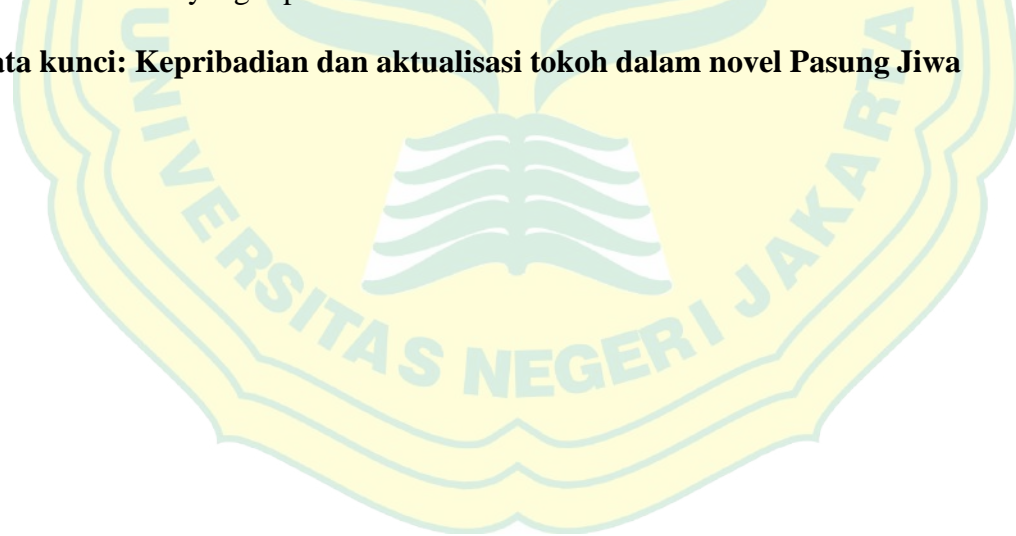 ata kunci: Kepribadian dan aktualisasi tokoh dalam novel Pasung Jiwa
UNIVERSITAS NEGERI JAKARTA